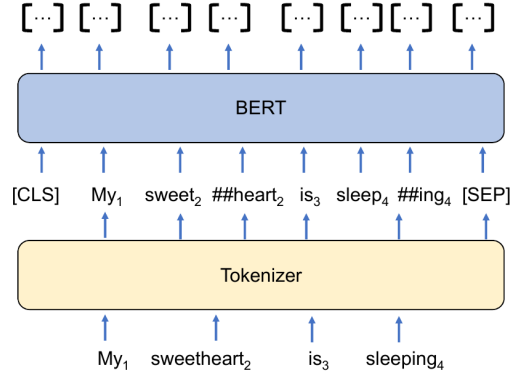 [...] [...] [...] [...] [...] [...] [...] [...]
BERT
[CLS] My₁ sweet₂ ##heart₂ is₃ sleep₄ ##ing₄ [SEP]
Tokenizer
My₁ sweetheart₂ is₃ sleeping₄